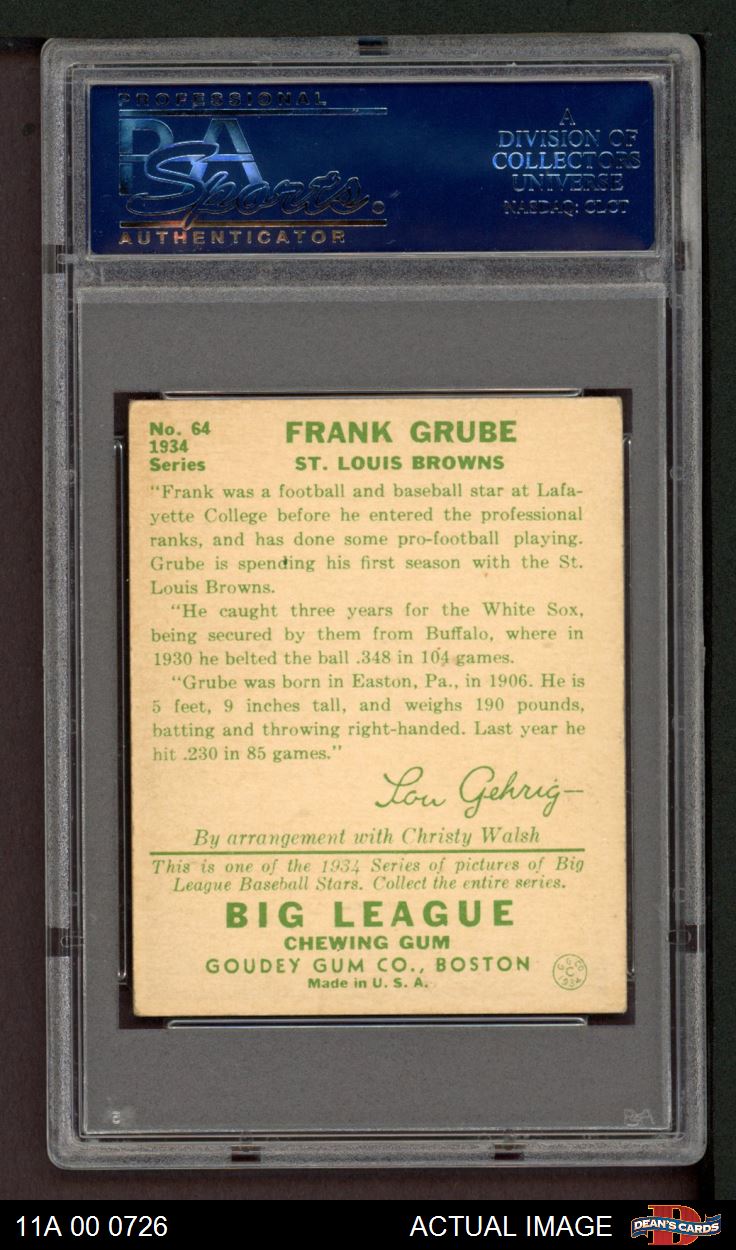 PROFESSIONAL
PSA
Sports
AUTHENTICATOR
A
DIVISION OF
COLLECTORS
UNIVERSE
NASDAQ: CLCT
No. 64
1934
Series
FRANK GRUBE
ST. LOUIS BROWNS
"Frank was a football and baseball star at Lafa-
yette College before he entered the professional
ranks, and has done some pro-football playing.
Grube is spending his first season with the St.
Louis Browns.
"He caught three years for the White Sox,
being secured by them from Buffalo, where in
1930 he belted the ball .348 in 104 games.
"Grube was born in Easton, Pa., in 1906. He is
5 feet, 9 inches tall, and weighs 190 pounds,
batting and throwing right-handed. Last year he
hit .230 in 85 games."
Lou Gehrig
By arrangement with Christy Walsh
This is one of the 1934 Series of pictures of Big
League Baseball Stars. Collect the entire series.
BIG LEAGUE
CHEWING GUM
GOUDEY GUM CO., BOSTON
Made in U. S. A.
G G CO
C
1934
PSA
11A 00 0726
ACTUAL IMAGE
D
DEAN'S CARDS